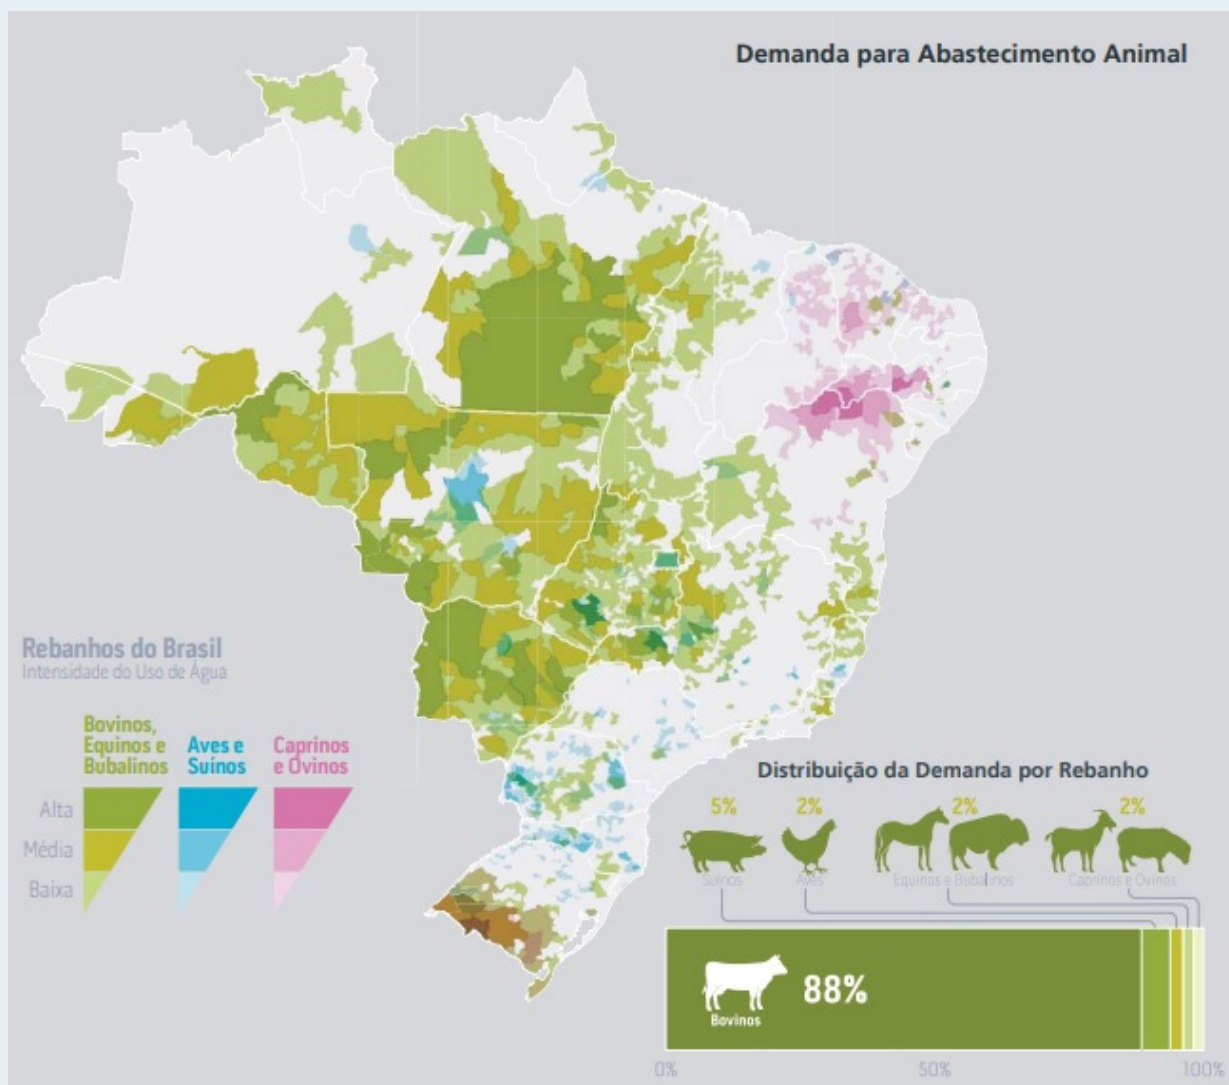 Demanda para Abastecimento Animal
Rebanhos do Brasil
Intensidade do Uso de Água
Bovinos,
Equinos e
Bubalinos
Aves e
Suínos
Caprinos
e Ovinos
Alta
Média
Baixa
Distribuição da Demanda por Rebanho
5% 2% 2% 2%
Suínos Aves Equinos e Bubalinos Caprinos e Ovinos
88%
Bovinos
0% 50% 100%